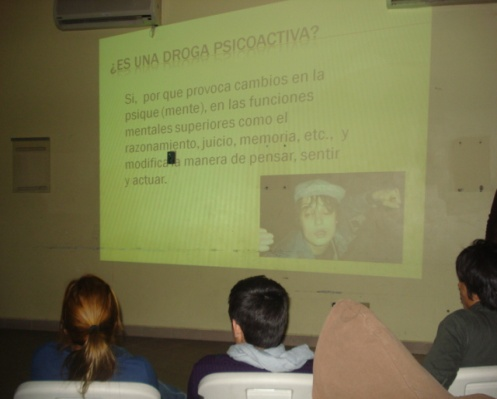 ¿ES UNA DROGA PSICOACTIVA?
Si, por que provoca cambios en la
psique (mente), en las funciones
mentales superiores como el
razonamiento, juicio, memoria, etc., y
modifica la manera de pensar, sentir
y actuar.